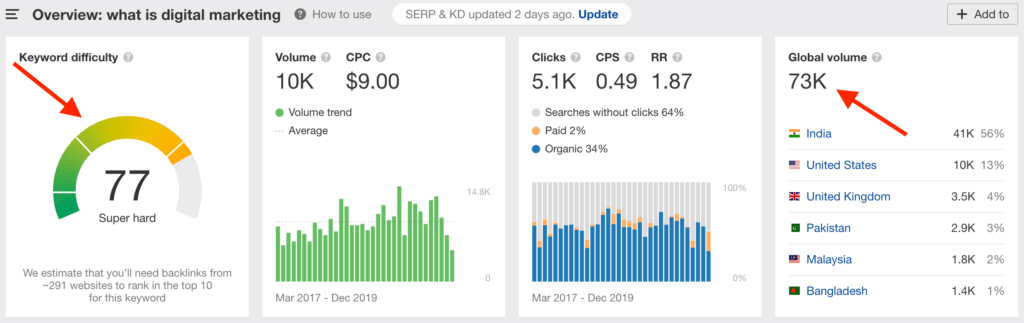 Overview: what is digital marketing ? How to use SERP & KD updated 2 days ago. Update + Add to
Keyword difficulty ?
77
Super hard
We estimate that you'll need backlinks from
~291 websites to rank in the top 10
for this keyword
Volume ? CPC ?
10K $9.00
Volume trend
Average
14.8K
0
Mar 2017 - Dec 2019
Clicks ? CPS ? RR ?
5.1K 0.49 1.87
Searches without clicks 64%
Paid 2%
Organic 34%
100%
0%
Mar 2017 - Dec 2019
Global volume ?
73K
India 41K 56%
United States 10K 13%
United Kingdom 3.5K 4%
Pakistan 2.9K 3%
Malaysia 1.8K 2%
Bangladesh 1.4K 1%